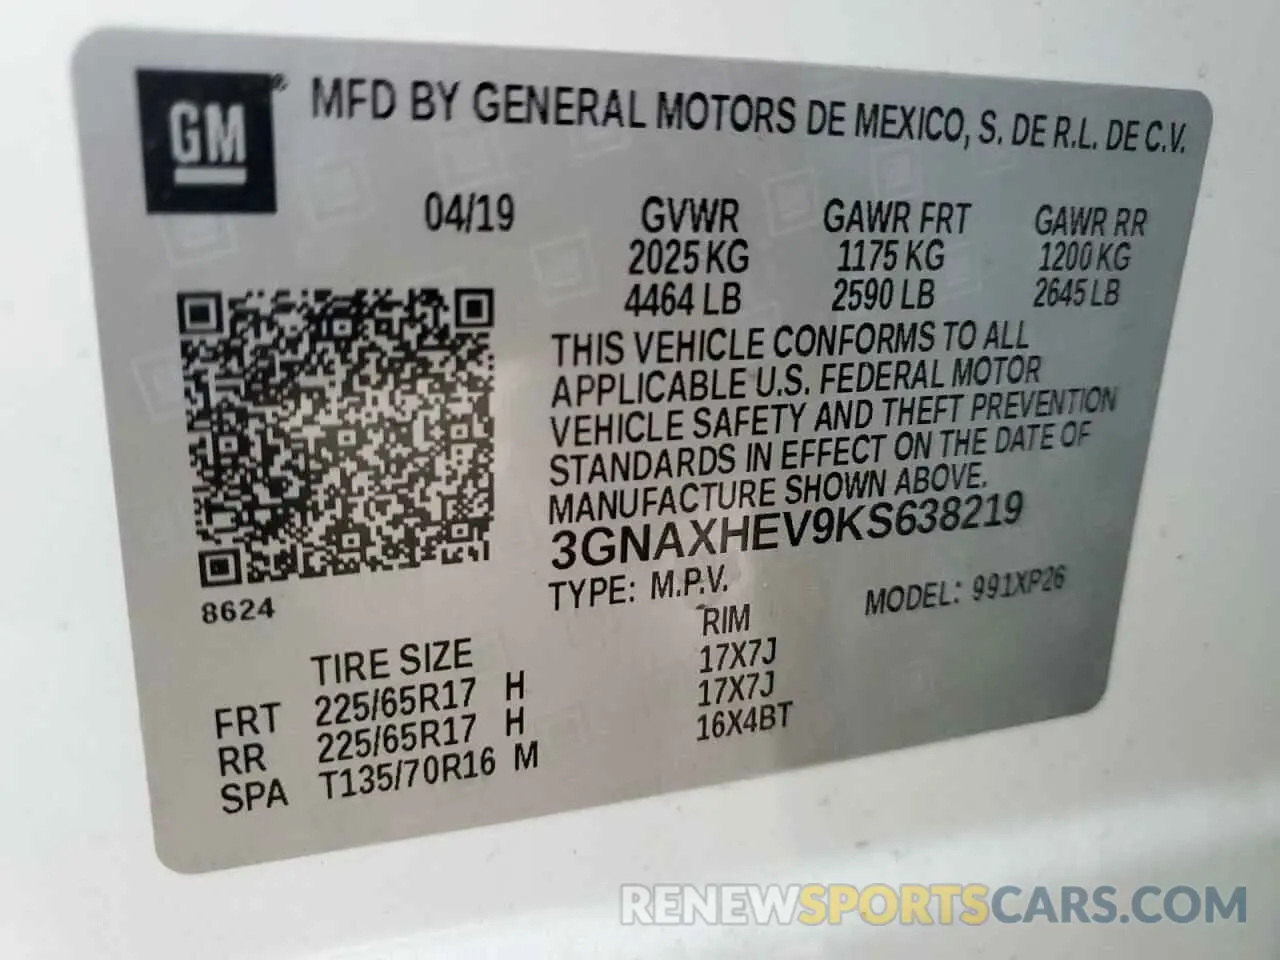 GM
MFD BY GENERAL MOTORS DE MEXICO, S. DE R.L. DE C.V.
04/19
GVWR GAWR FRT GAWR RR
2025 KG 1175 KG 1200 KG
4464 LB 2590 LB 2645 LB
THIS VEHICLE CONFORMS TO ALL
APPLICABLE U.S. FEDERAL MOTOR
VEHICLE SAFETY AND THEFT PREVENTION
STANDARDS IN EFFECT ON THE DATE OF
MANUFACTURE SHOWN ABOVE.
3GNAXHEV9KS638219
TYPE: M.P.V. MODEL: 991XP26
8624
TIRE SIZE RIM
FRT 225/65R17 H 17X7J
RR 225/65R17 H 17X7J
SPA T135/70R16 M 16X4BT
RENEWSPORTSCARS.COM